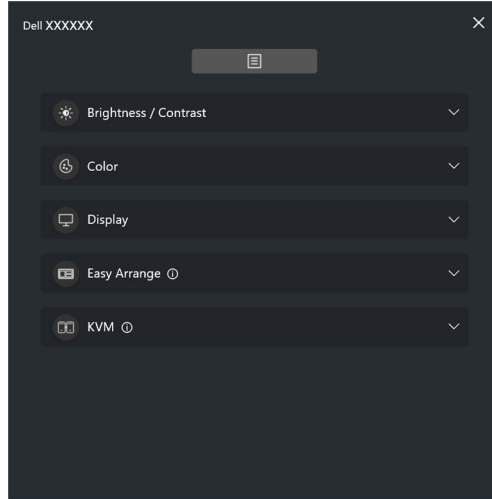 Dell XXXXXX
Brightness / Contrast
Color
Display
Easy Arrange
KVM